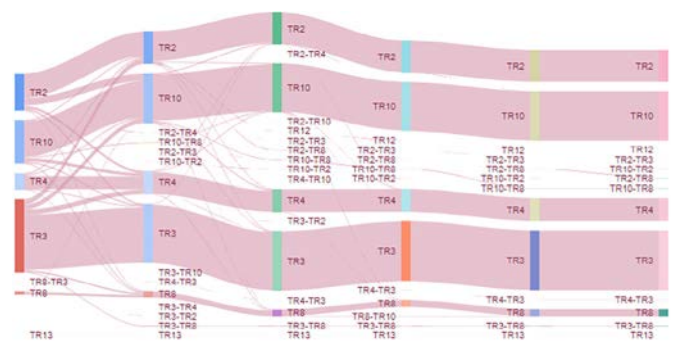 TR2
TR10
TR4
TR3
TR8-TR3
TR8
TR13
TR2
TR10
TR2-TR4
TR10-TR8
TR2-TR3
TR10-TR2
TR4
TR3
TR3-TR10
TR4-TR3
TR8
TR3-TR4
TR3-TR2
TR3-TR8
TR13
TR2
TR2-TR4
TR10
TR2-TR10
TR12
TR2-TR3
TR2-TR8
TR10-TR8
TR10-TR2
TR4-TR10
TR4
TR3-TR2
TR3
TR4-TR3
TR8
TR3-TR8
TR13
TR2
TR10
TR12
TR2-TR3
TR2-TR8
TR10-TR8
TR10-TR2
TR4
TR3
TR4-TR3
TR8
TR8-TR10
TR3-TR8
TR13
TR2
TR10
TR12
TR2-TR3
TR2-TR8
TR10-TR2
TR10-TR8
TR4
TR3
TR4-TR3
TR8
TR3-TR8
TR13
TR2
TR10
TR12
TR2-TR3
TR10-TR2
TR2-TR8
TR10-TR8
TR4
TR3
TR4-TR3
TR8
TR3-TR8
TR13